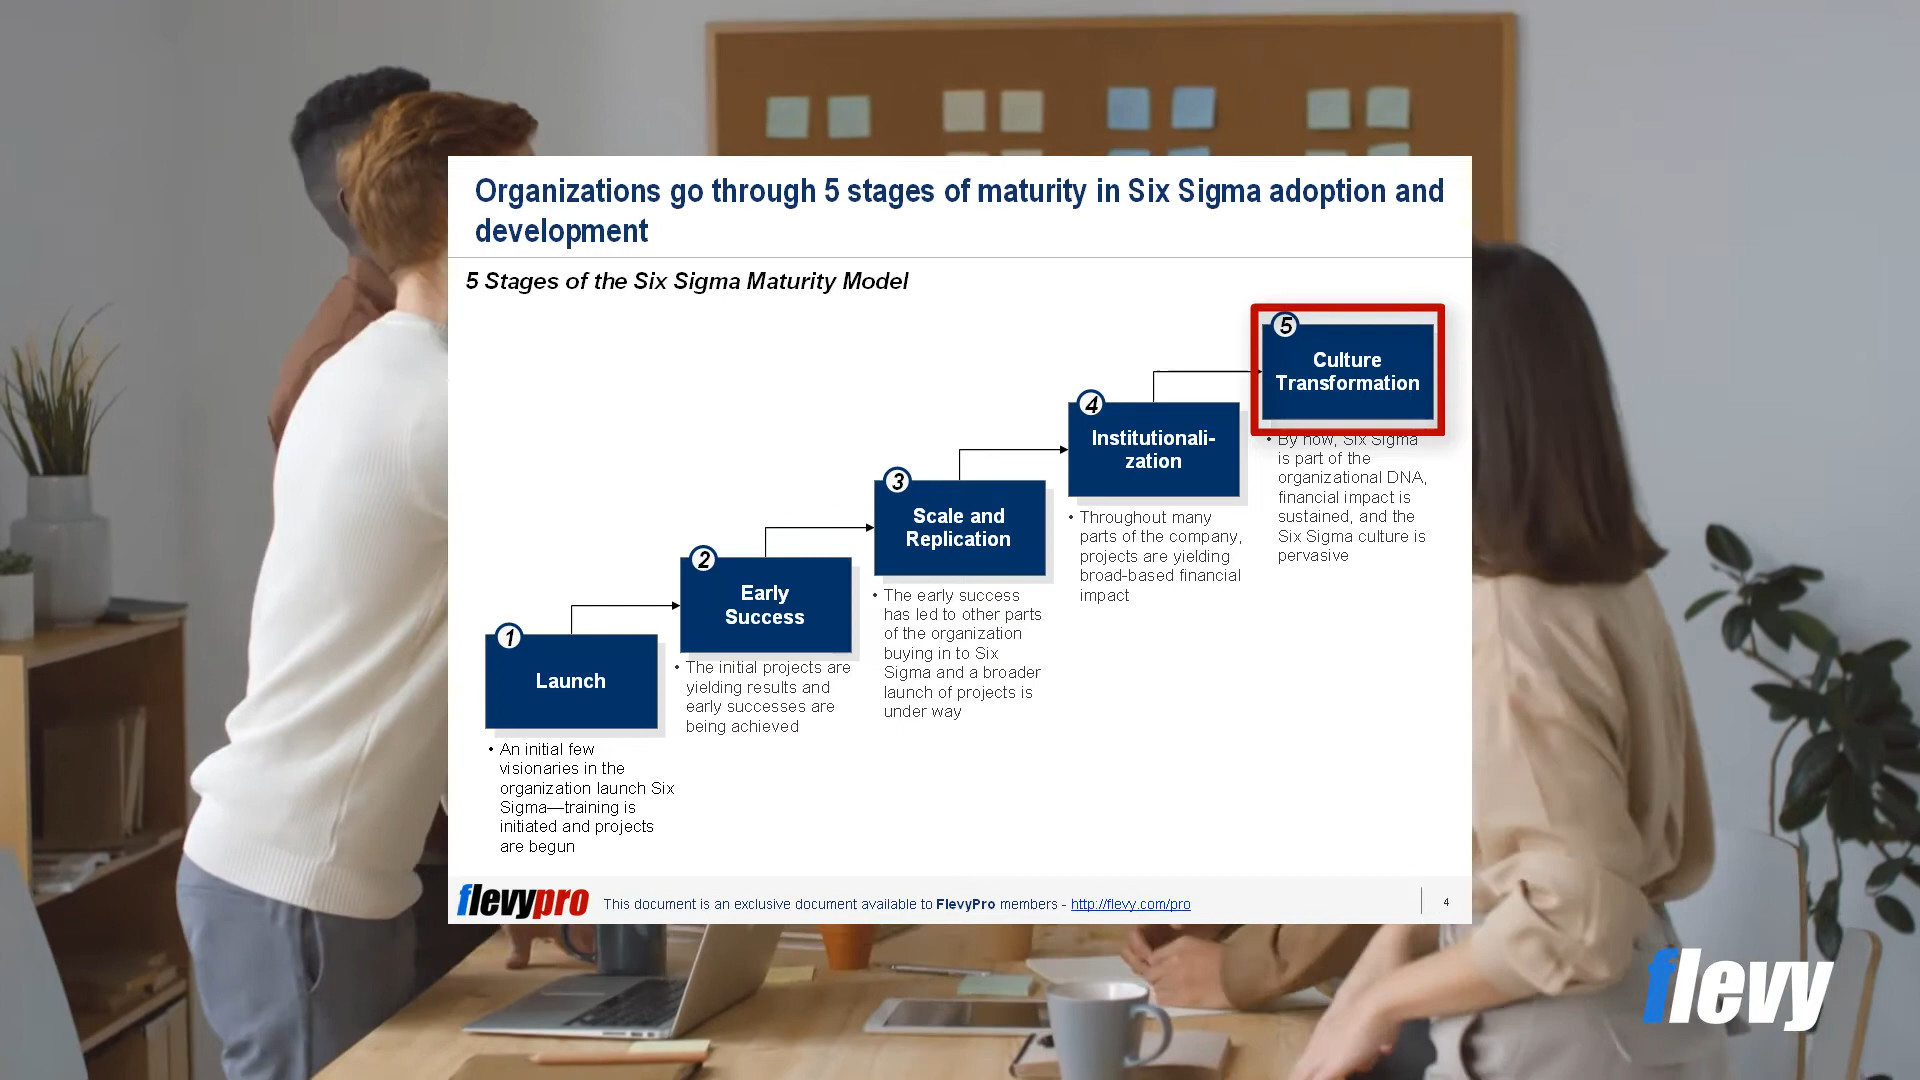 Organizations go through 5 stages of maturity in Six Sigma adoption and
development
5 Stages of the Six Sigma Maturity Model
1
Launch
• An initial few
visionaries in the
organization launch Six
Sigma—training is
initiated and projects
are begun
2
Early
Success
• The initial projects are
yielding results and
early successes are
being achieved
3
Scale and
Replication
• The early success
has led to other parts
of the organization
buying in to Six
Sigma and a broader
launch of projects is
under way
4
Institutionali-
zation
• Throughout many
parts of the company,
projects are yielding
broad-based financial
impact
5
Culture
Transformation
• By now, Six Sigma
is part of the
organizational DNA,
financial impact is
sustained, and the
Six Sigma culture is
pervasive
flevypro
This document is an exclusive document available to FlevyPro members - http://flevy.com/pro
4
flevy